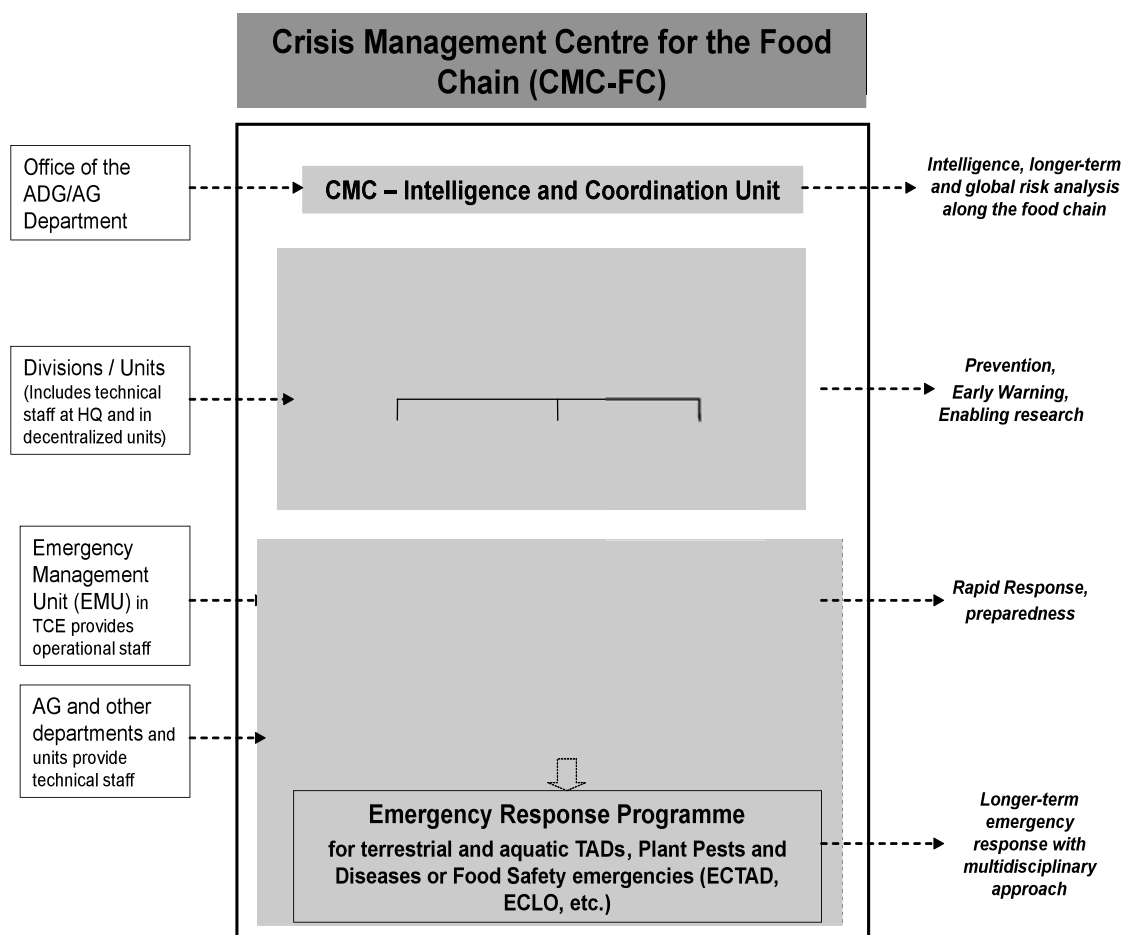 Crisis Management Centre for the Food
Chain (CMC-FC)
Office of the
ADG/AG
Department
CMC – Intelligence and Coordination Unit
Intelligence, longer-term
and global risk analysis
along the food chain
Divisions / Units
(Includes technical
staff at HQ and in
decentralized units)
Prevention,
Early Warning,
Enabling research
Emergency
Management
Unit (EMU) in
TCE provides
operational staff
Rapid Response,
preparedness
AG and other
departments and
units provide
technical staff
Emergency Response Programme
for terrestrial and aquatic TADs, Plant Pests and
Diseases or Food Safety emergencies (ECTAD,
ECLO, etc.)
Longer-term
emergency
response with
multidisciplinary
approach